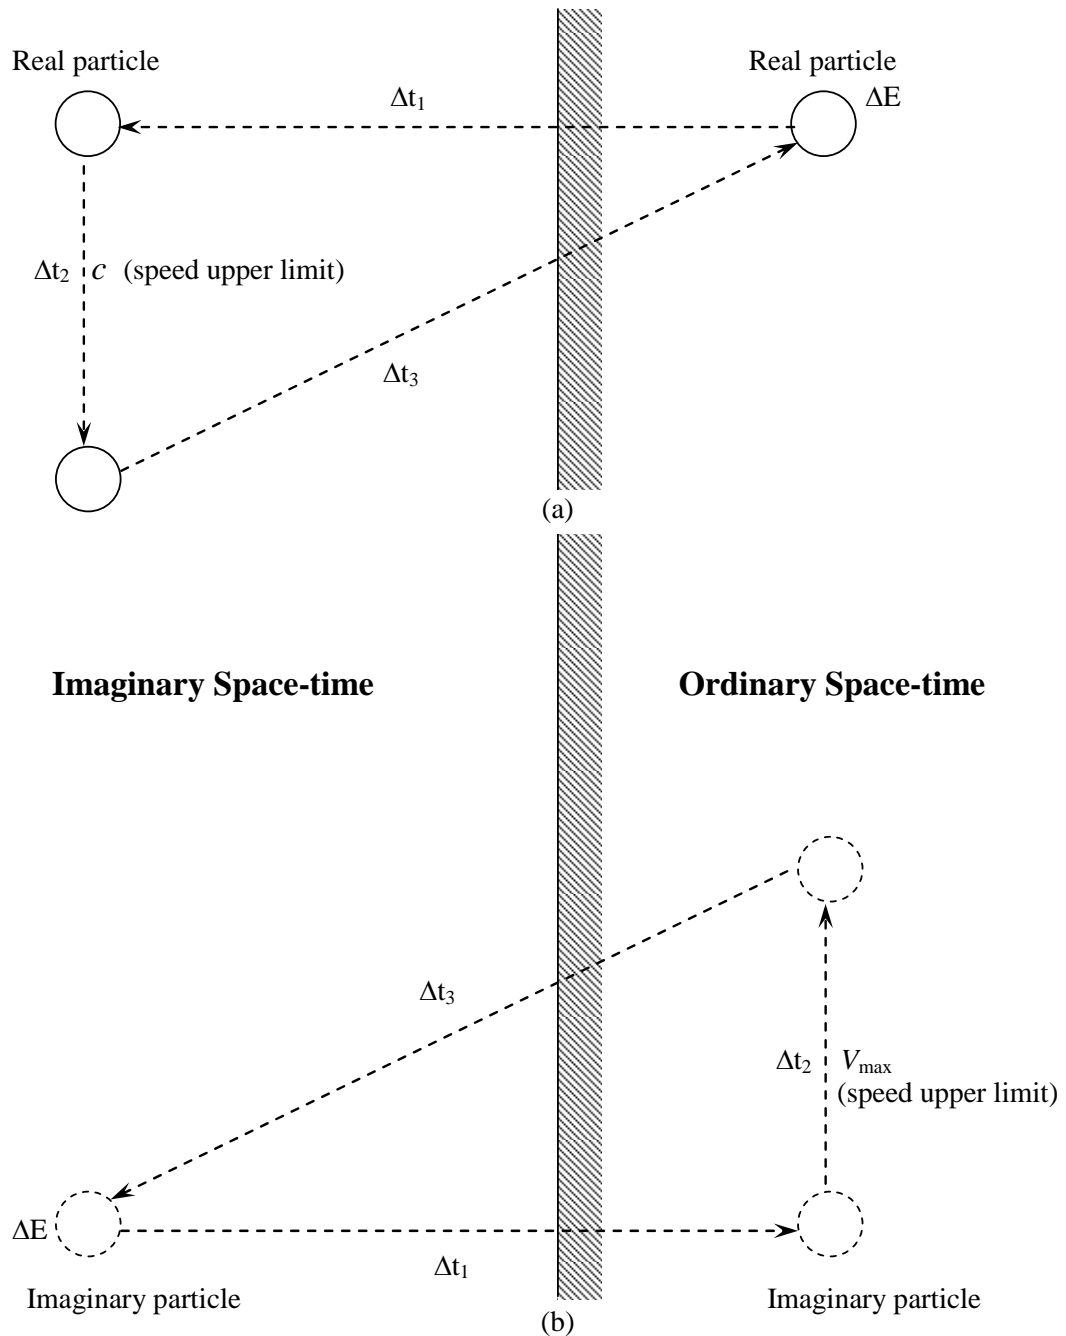 Real particle
Real particle
Δt₁
ΔE
Δt₂ c (speed upper limit)
Δt₃
(a)
Imaginary Space-time
Ordinary Space-time
Δt₃
Δt₂ Vmax
(speed upper limit)
ΔE
Δt₁
Imaginary particle
Imaginary particle
(b)